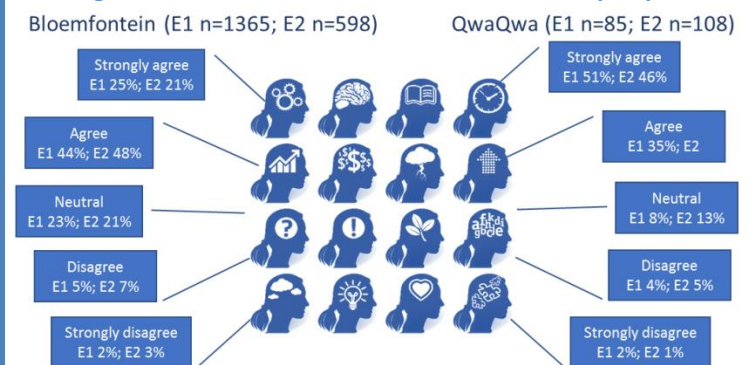 Bloemfontein (E1 n=1365; E2 n=598)
QwaQwa (E1 n=85; E2 n=108)
Strongly agree
E1 25%; E2 21%
Agree
E1 44%; E2 48%
Neutral
E1 23%; E2 21%
Disagree
E1 5%; E2 7%
Strongly disagree
E1 2%; E2 3%
Strongly agree
E1 51%; E2 46%
Agree
E1 35%; E2
Neutral
E1 8%; E2 13%
Disagree
E1 4%; E2 5%
Strongly disagree
E1 2%; E2 1%